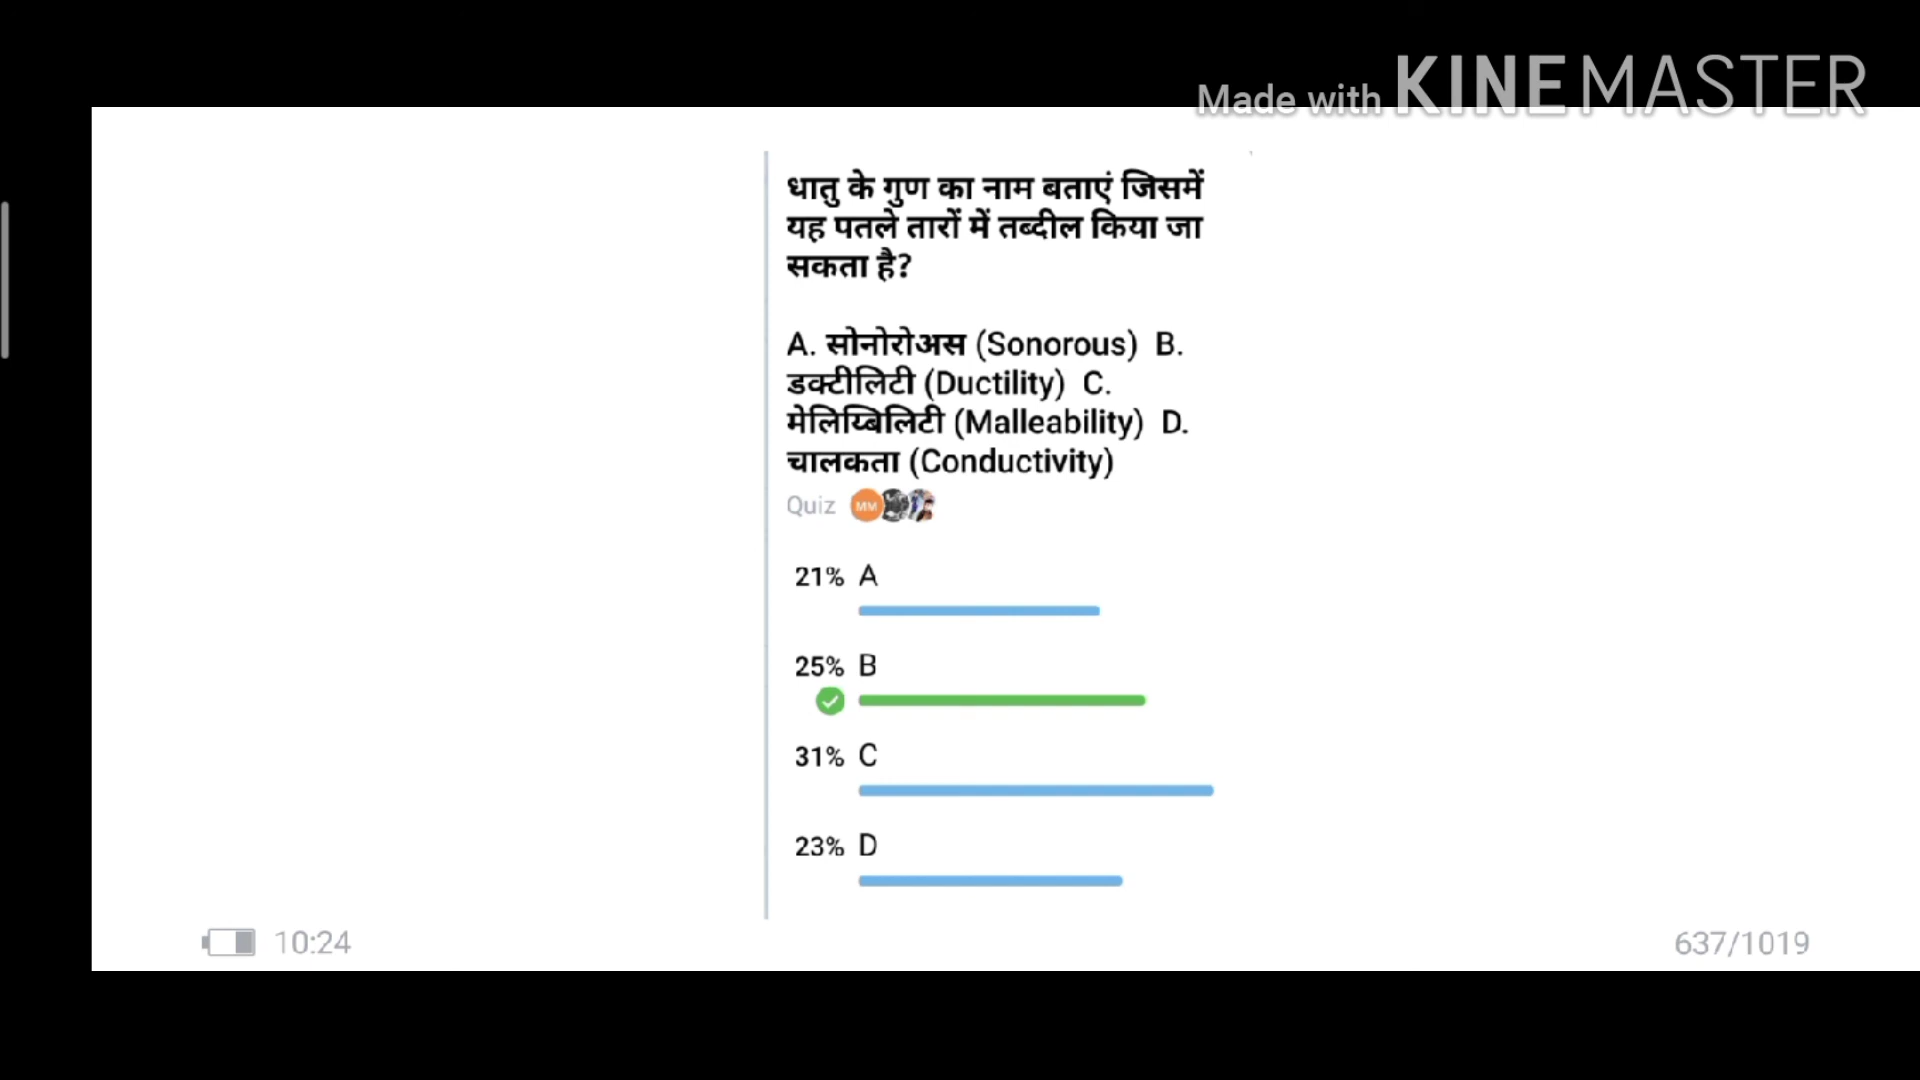 Made with KINEMASTER
धातु के गुण का नाम बताएं जिसमें
यह पतले तारों में तब्दील किया जा
सकता है?
A. सोनोरोअस (Sonorous) B.
डक्टीलिटी (Ductility) C.
मेलिय्बिलिटी (Malleability) D.
चालकता (Conductivity)
Quiz MM
21% A
25% B
31% C
23% D
10:24
637/1019